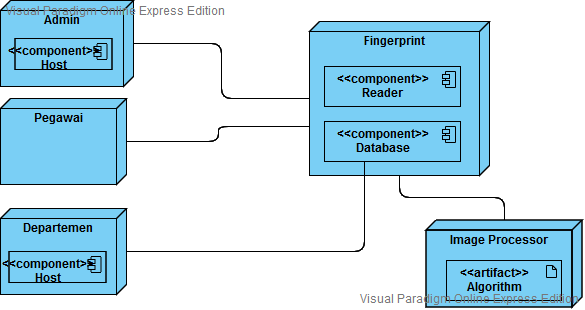 Visual Paradigm Online Express Edition
Admin
<<component>>
Host
Pegawai
Departemen
<<component>>
Host
Fingerprint
<<component>>
Reader
<<component>>
Database
Image Processor
<<artifact>>
Algorithm
Visual Paradigm Online Express Edition